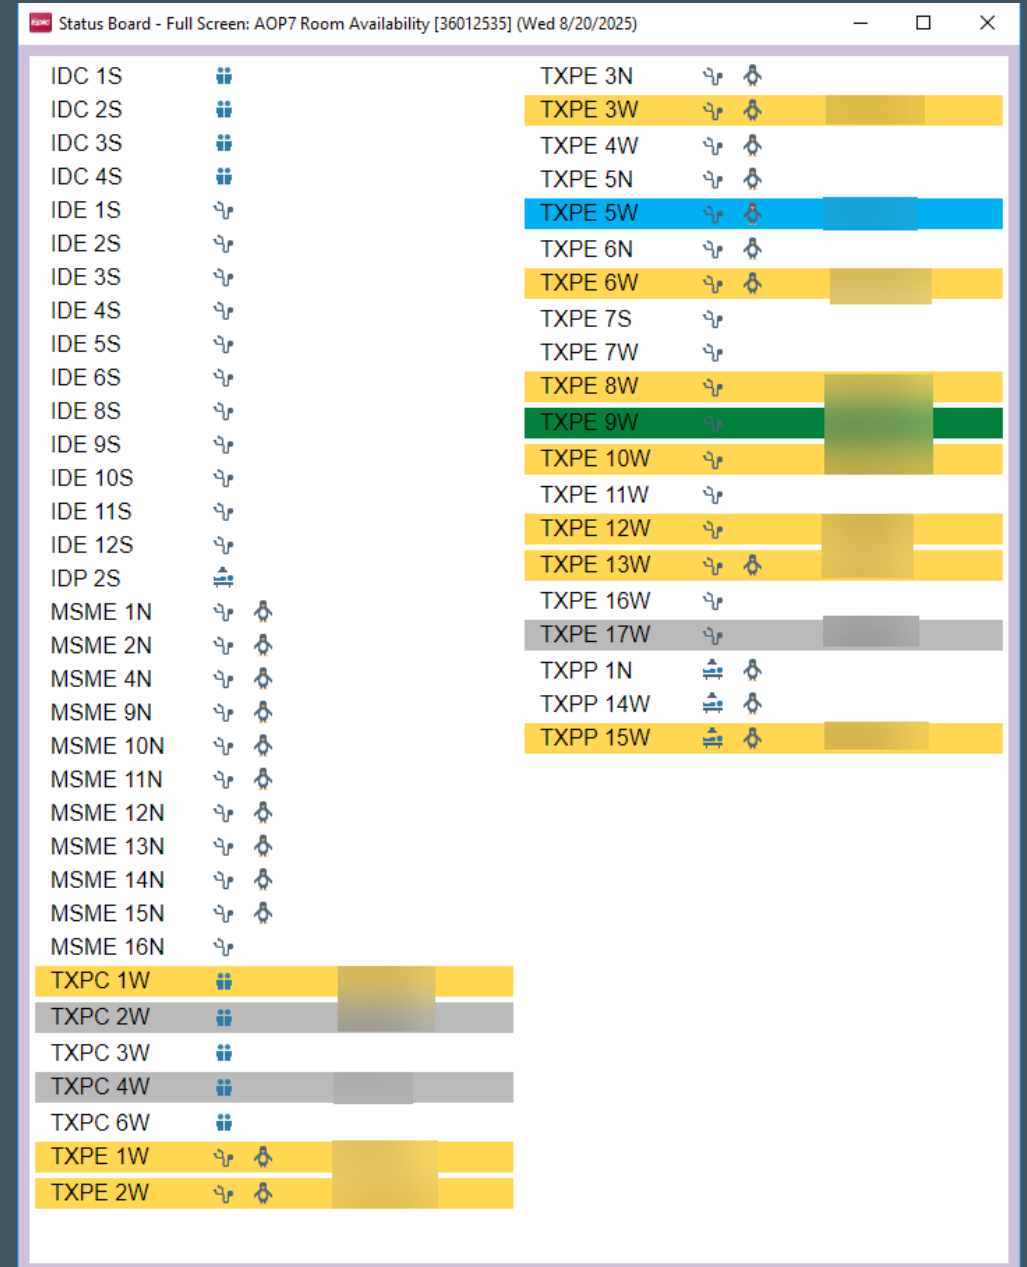 Epic Status Board - Full Screen: AOP7 Room Availability [36012535] (Wed 8/20/2025)
IDC 1S
IDC 2S
IDC 3S
IDC 4S
IDE 1S
IDE 2S
IDE 3S
IDE 4S
IDE 5S
IDE 6S
IDE 8S
IDE 9S
IDE 10S
IDE 11S
IDE 12S
IDP 2S
MSME 1N
MSME 2N
MSME 4N
MSME 9N
MSME 10N
MSME 11N
MSME 12N
MSME 13N
MSME 14N
MSME 15N
MSME 16N
TXPC 1W
TXPC 2W
TXPC 3W
TXPC 4W
TXPC 6W
TXPE 1W
TXPE 2W
TXPE 3N
TXPE 3W
TXPE 4W
TXPE 5N
TXPE 5W
TXPE 6N
TXPE 6W
TXPE 7S
TXPE 7W
TXPE 8W
TXPE 9W
TXPE 10W
TXPE 11W
TXPE 12W
TXPE 13W
TXPE 16W
TXPE 17W
TXPP 1N
TXPP 14W
TXPP 15W